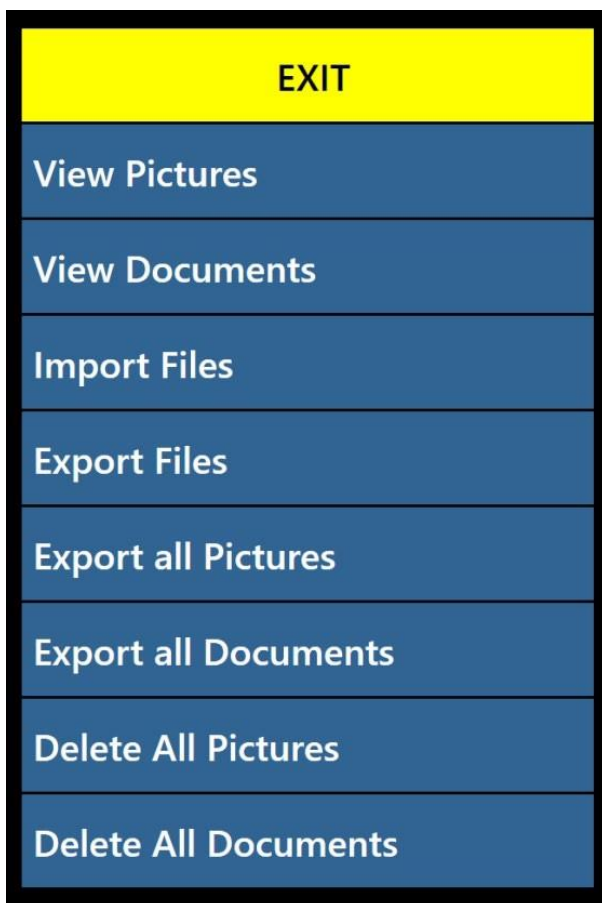 EXIT
View Pictures
View Documents
Import Files
Export Files
Export all Pictures
Export all Documents
Delete All Pictures
Delete All Documents